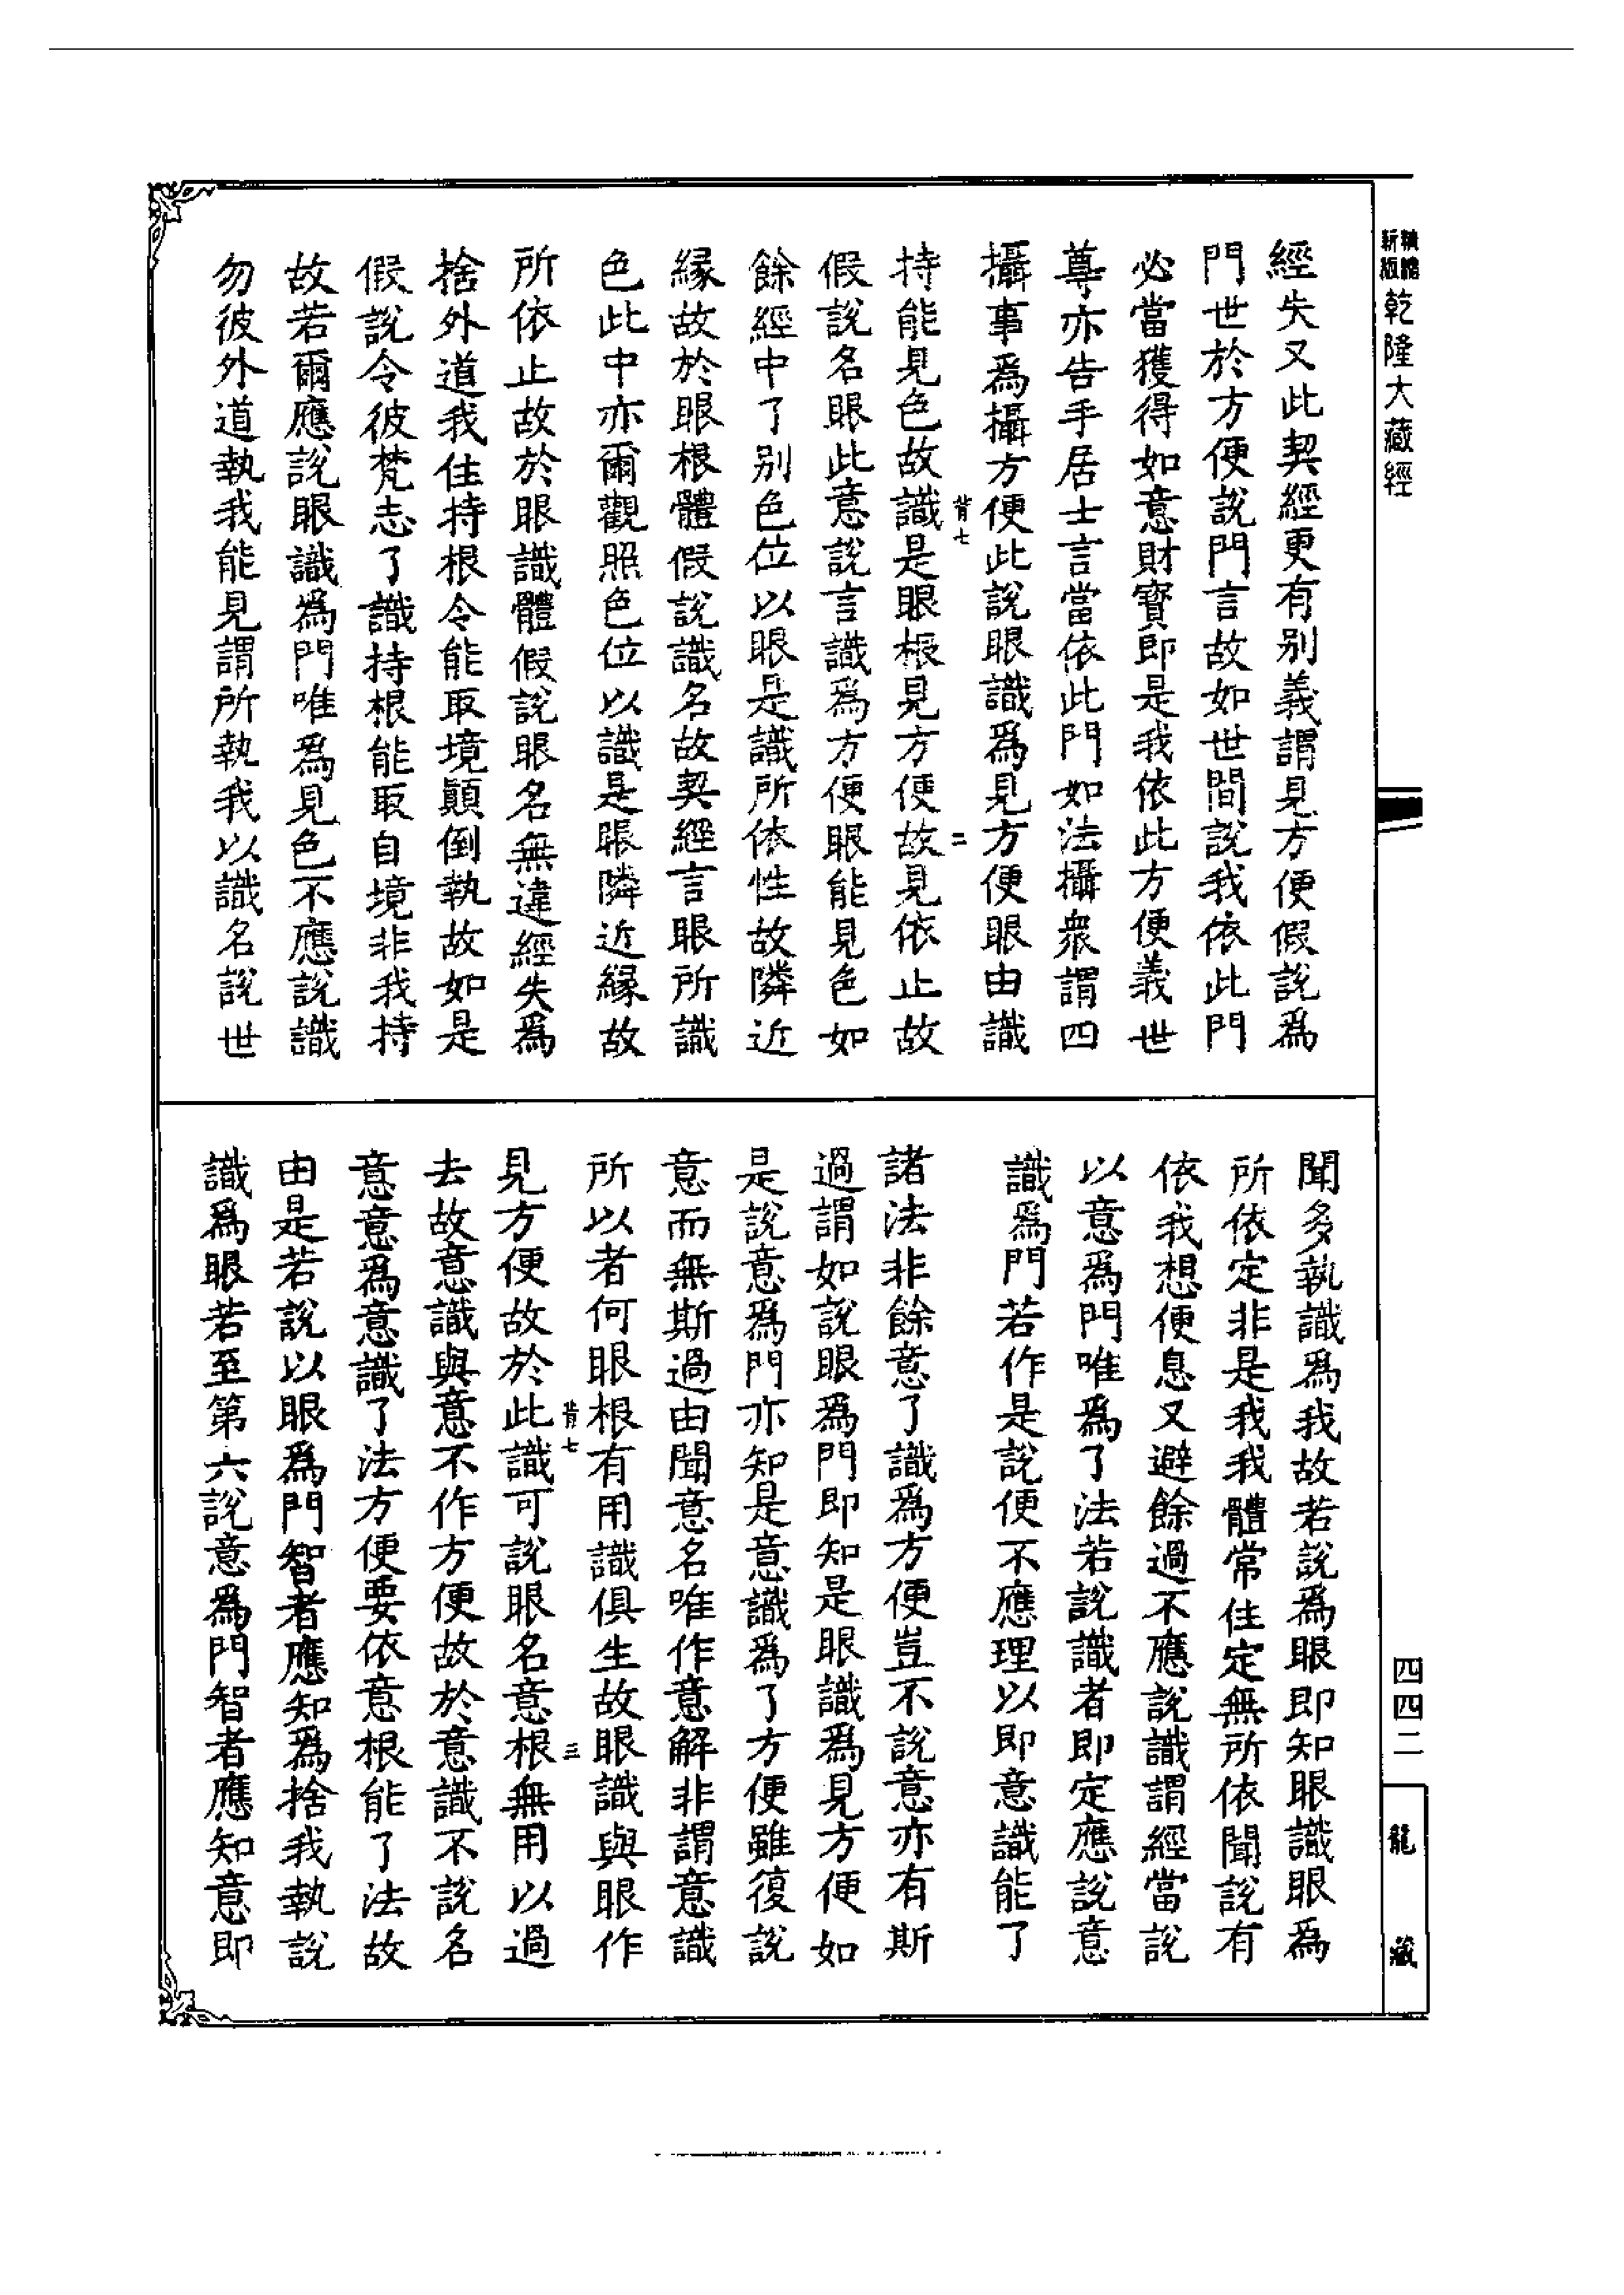 精體
新版
乾隆大藏經
經失又此契經更有别義謂見方便假說爲
門世於方便說門言故如世間說我依此門
必當獲得如意財寳即是我依此方便義世
尊亦告手居士言當依此門如法攝衆謂四
攝事爲攝方便此說眼識爲見方便眼由識
背七
二
持能見色故識是眼根見方便故見依止故
假說名眼此意說言識爲方便眼能見色如
餘經中了别色位以眼是識所依性故隣近
緣故於眼根體假說識名故契經言眼所識
色此中亦爾觀照色位以識是眼隣近緣故
所依止故於眼識體假說眼名無違經失爲
捨外道我住持根令能取境顚倒執故如是
假說令彼梵志了識持根能取自境非我持
故若爾應說眼識爲門唯爲見色不應說識
勿彼外道執我能見謂所執我以識名說世
聞多執識爲我故若說爲眼即知眼識眼爲
所依定非是我我體常住定無所依聞說有
依我想便息又避餘過不應說識謂經當說
以意爲門唯爲了法若說識者即定應說意
識爲門若作是說便不應理以即意識能了
諸法非餘意了識爲方便豈不說意亦有斯
過謂如說眼爲門即知是眼識爲見方便如
是說意爲門亦知是意識爲了方便雖復說
意而無斯過由聞意名唯作意解非謂意識
所以者何眼根有用識俱生故眼識與眼作
背七
三
見方便故於此識可說眼名意根無用以過
去故意識與意不作方便故於意識不說名
意意爲意識了法方便要依意根能了法故
由是若說以眼爲門智者應知爲捨我執說
識爲眼若至第六說意爲門智者應知意即
四四二
龍
藏